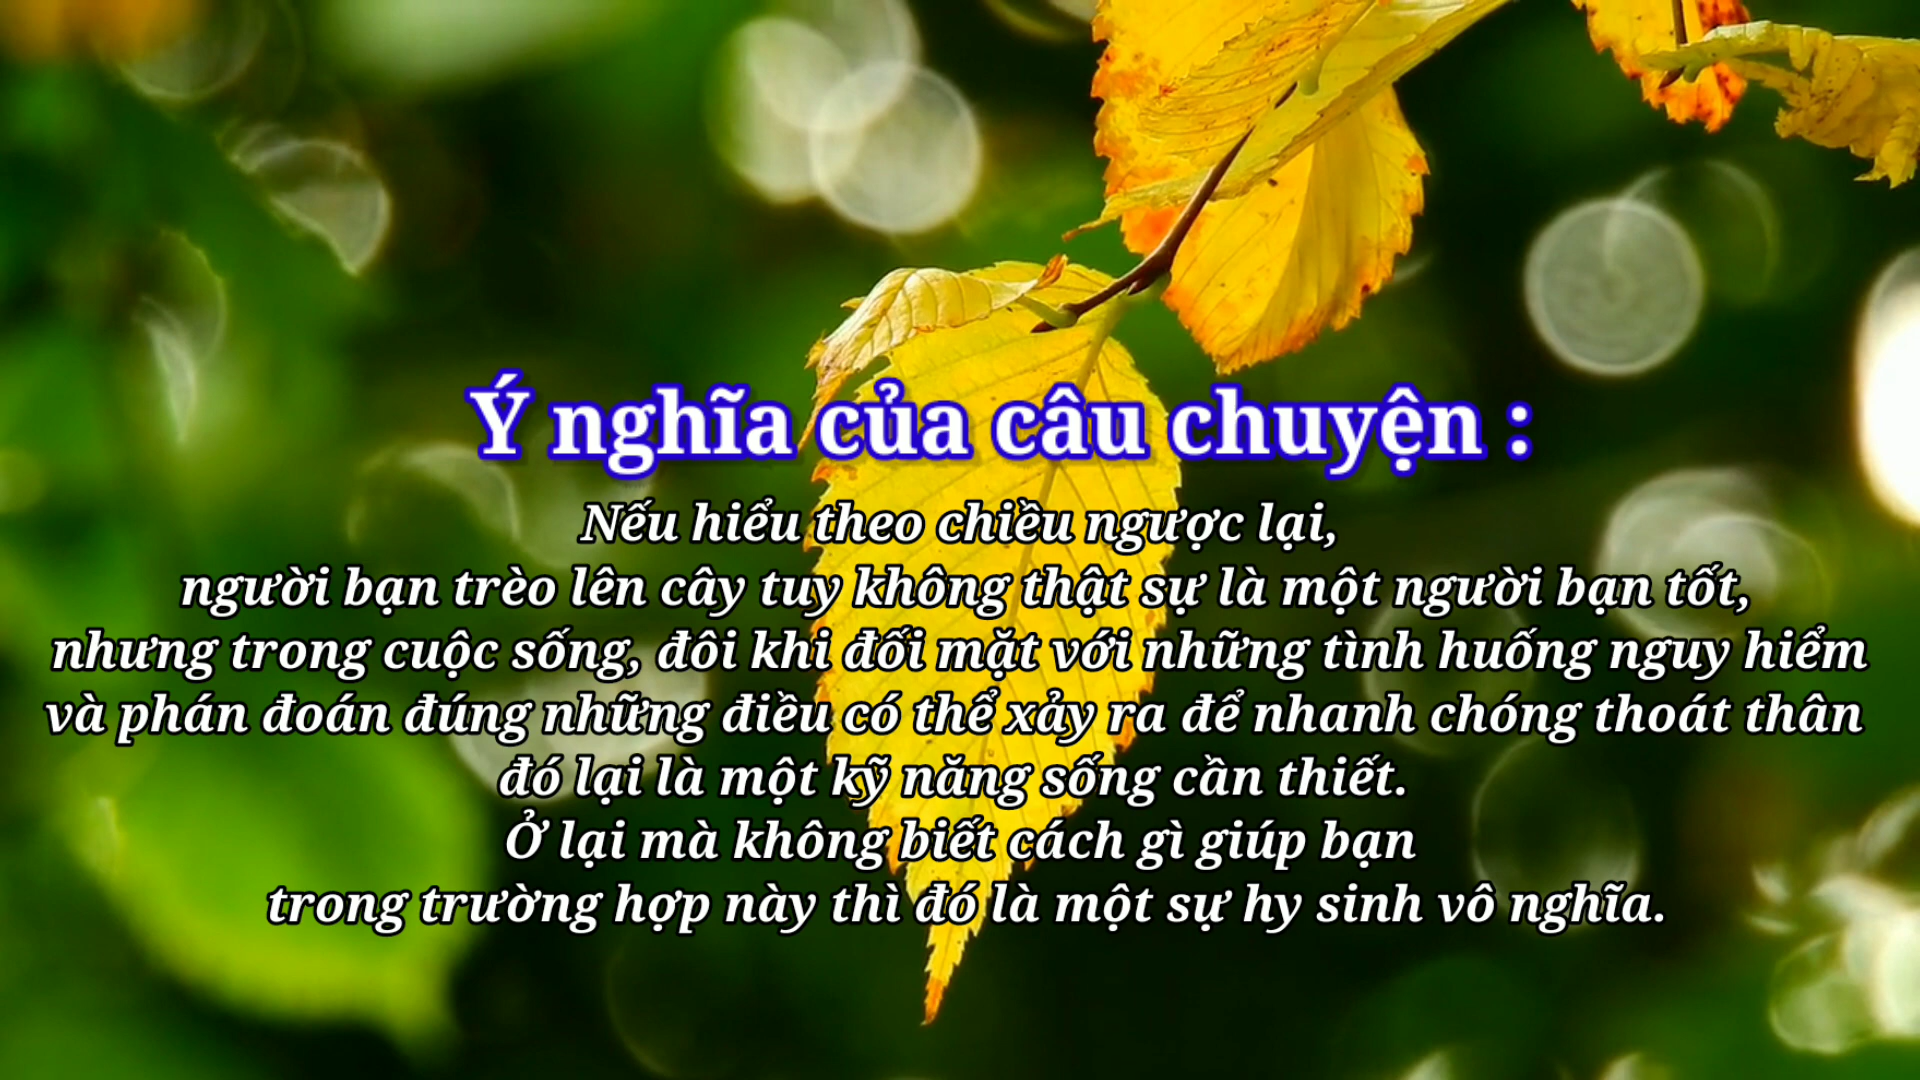 Ý nghĩa của câu chuyện :
Nếu hiểu theo chiều ngược lại,
người bạn trèo lên cây tuy không thật sự là một người bạn tốt,
nhưng trong cuộc sống, đôi khi đối mặt với những tình huống nguy hiểm
và phán đoán đúng những điều có thể xảy ra để nhanh chóng thoát thân
đó lại là một kỹ năng sống cần thiết.
Ở lại mà không biết cách gì giúp bạn
trong trường hợp này thì đó là một sự hy sinh vô nghĩa.